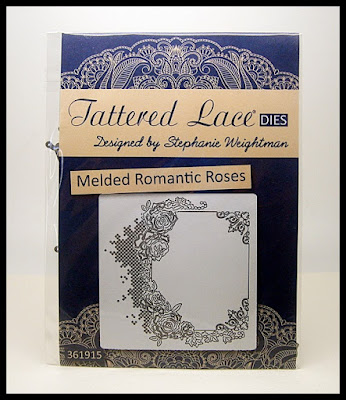 Tattered Lace® DIES
Designed by Stephanie Weightman
Melded Romantic Roses
361915